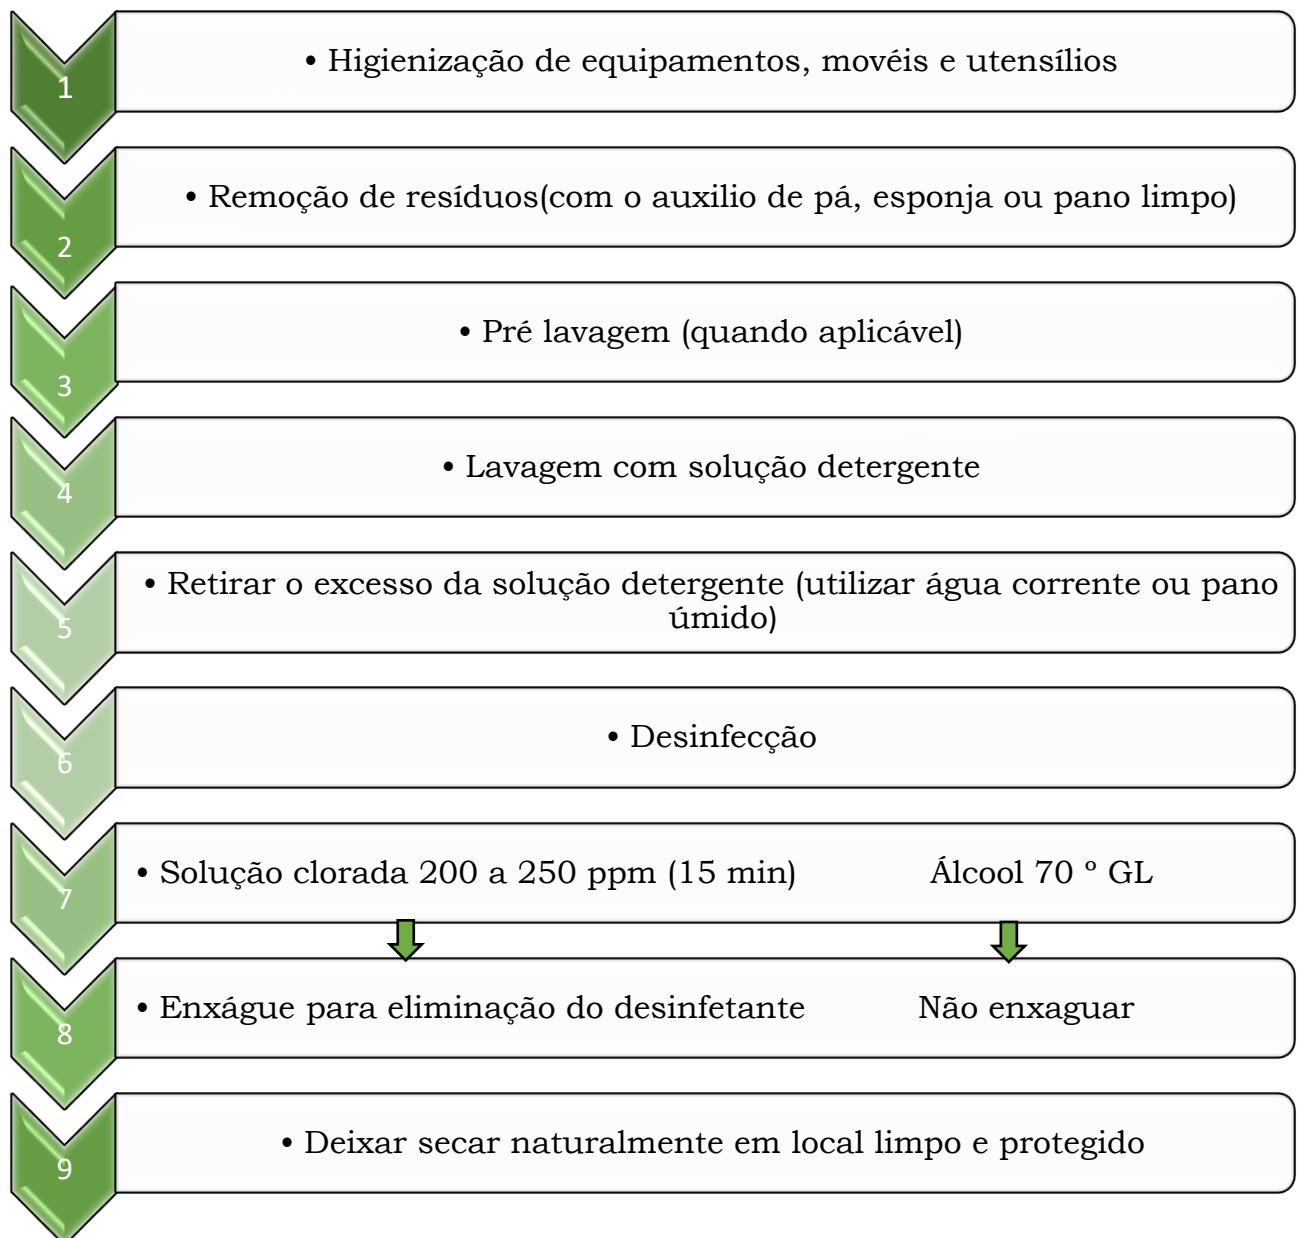 1
• Higienização de equipamentos, movéis e utensílios
2
• Remoção de resíduos(com o auxilio de pá, esponja ou pano limpo)
3
• Pré lavagem (quando aplicável)
4
• Lavagem com solução detergente
5
• Retirar o excesso da solução detergente (utilizar água corrente ou pano
úmido)
6
• Desinfecção
7
• Solução clorada 200 a 250 ppm (15 min) Álcool 70 º GL
8
• Enxágue para eliminação do desinfetante Não enxaguar
9
• Deixar secar naturalmente em local limpo e protegido